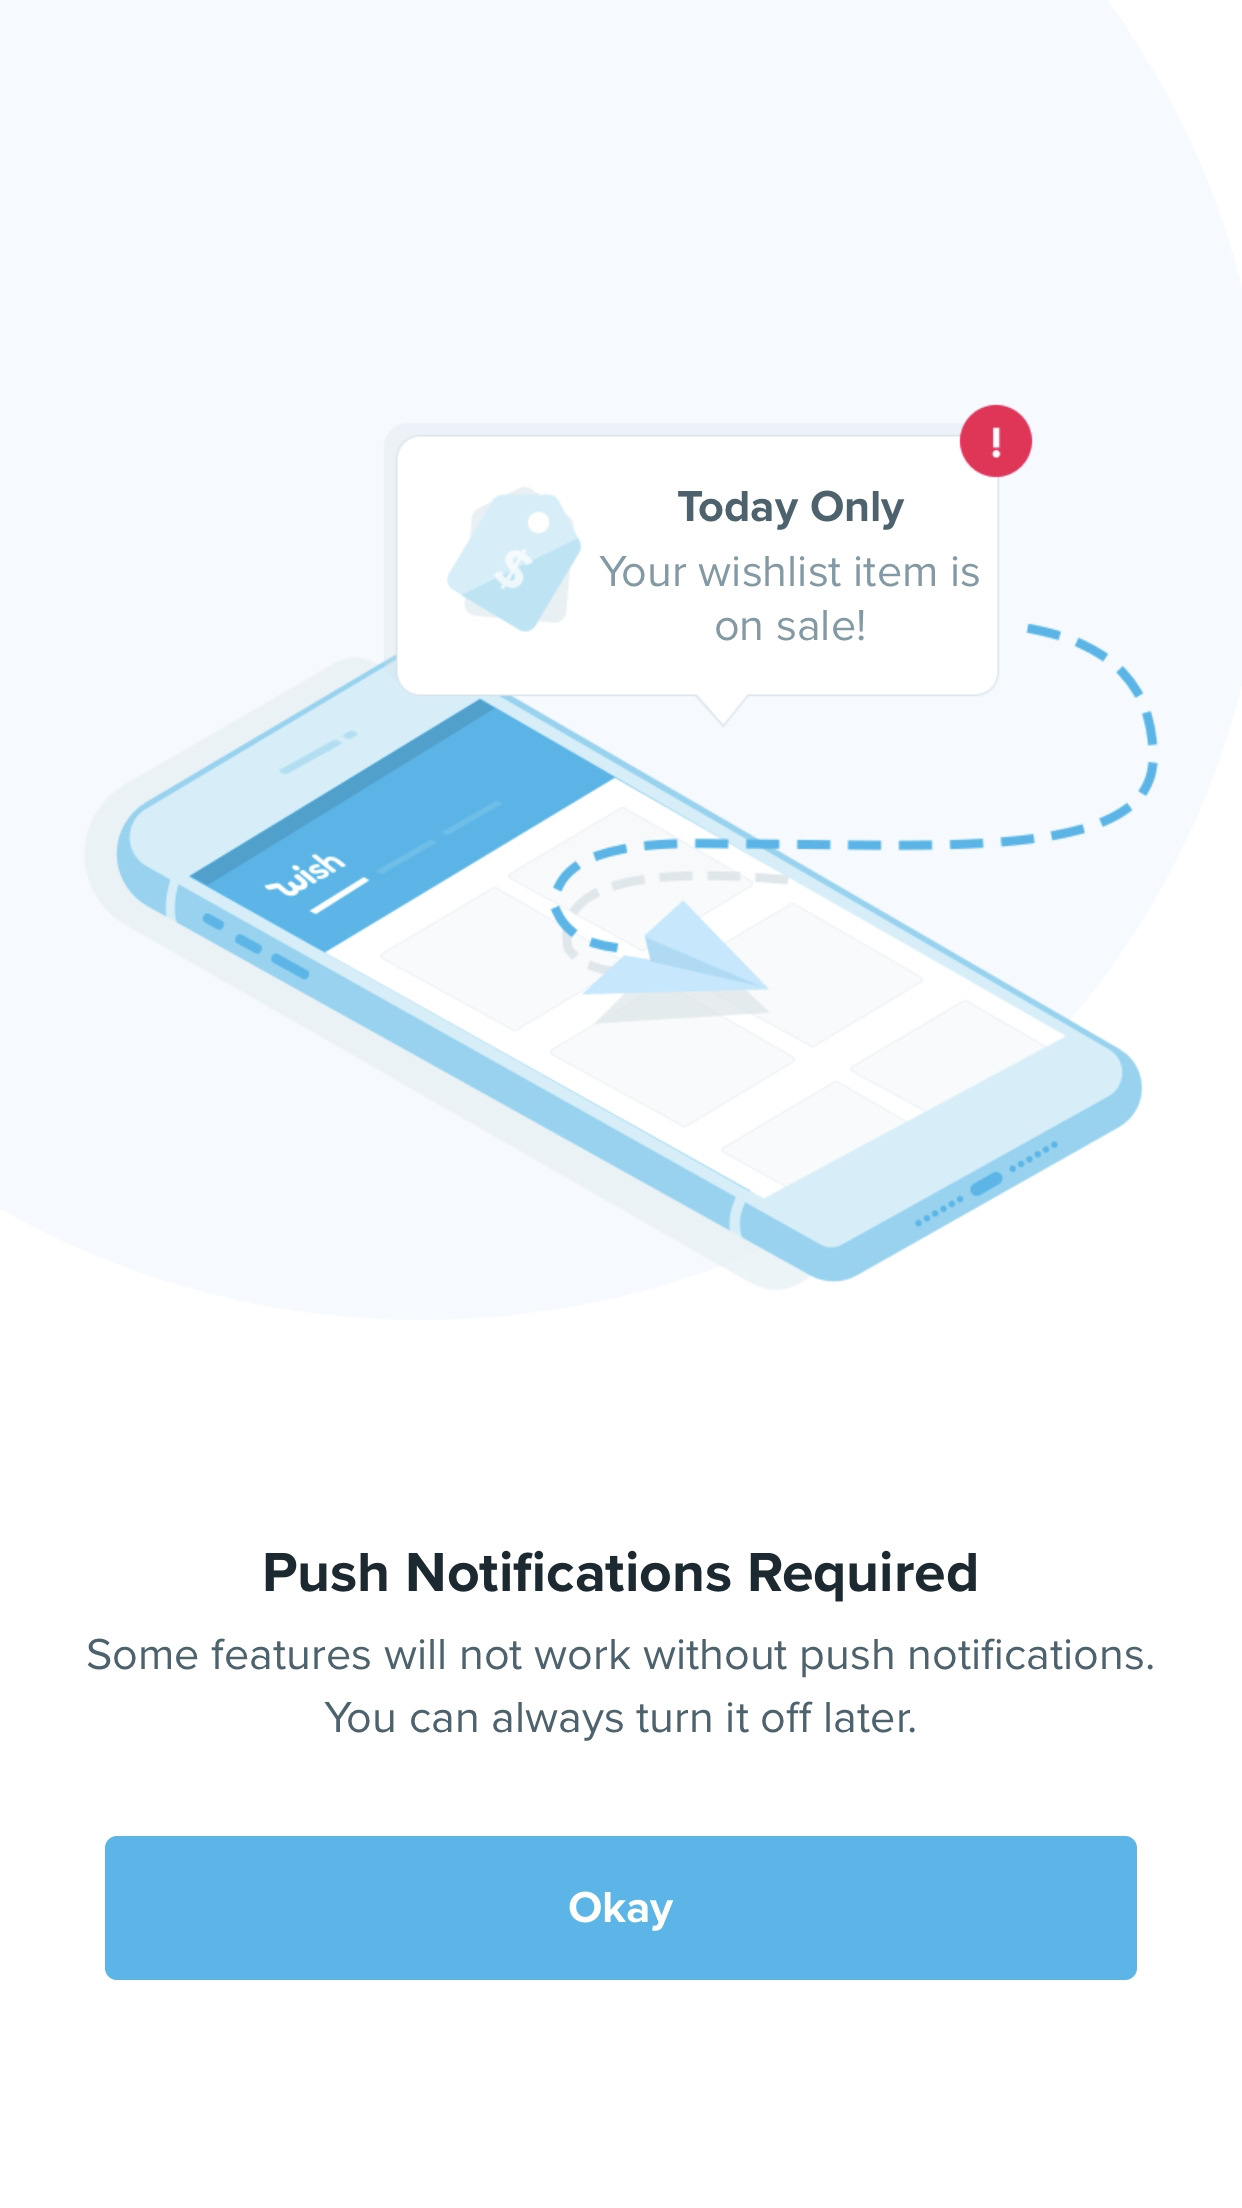 Today Only
Your wishlist item is
on sale!
wish
Push Notifications Required
Some features will not work without push notifications.
You can always turn it off later.
Okay